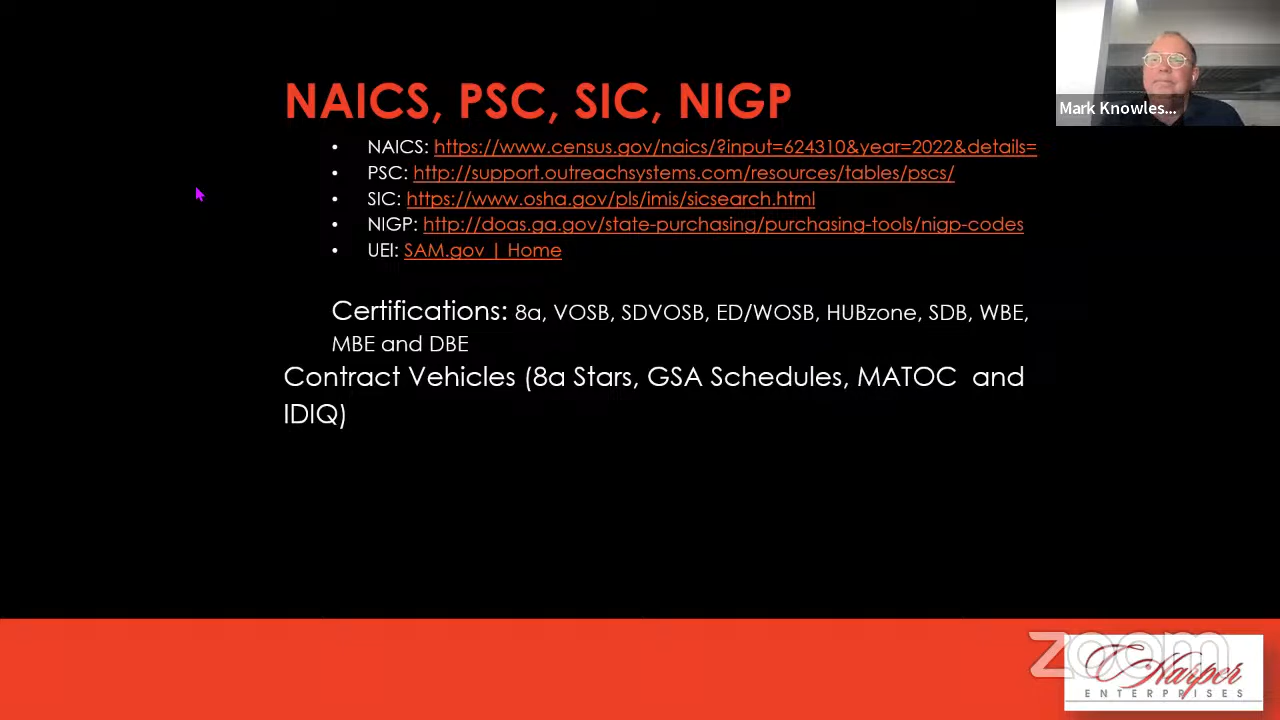 NAICS, PSC, SIC, NIGP
Mark Knowles...
• NAICS: https://www.census.gov/naics/?input=624310&year=2022&details=
• PSC: http://support.outreachsystems.com/resources/tables/pscs/
• SIC: https://www.osha.gov/pls/imis/sicsearch.html
• NIGP: http://doas.ga.gov/state-purchasing/purchasing-tools/nigp-codes
• UEI: SAM.gov | Home
Certifications: 8a, VOSB, SDVOSB, ED/WOSB, HUBzone, SDB, WBE,
MBE and DBE
Contract Vehicles (8a Stars, GSA Schedules, MATOC  and
IDIQ)
zoom
C Harper
ENTERPRISES